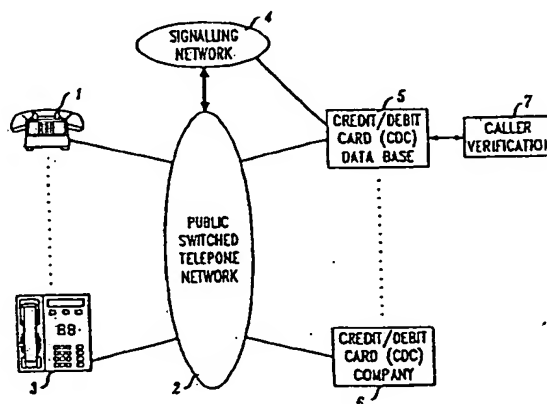 4
SIGNALLING
NETWORK
1
5
7
CREDIT/DEBIT
CARD (CDC)
DATA BASE
CALLER
VERIFICATION
PUBLIC
SWITCHED
TELEPONE
NETWORK
CREDIT/DEBIT
CARD (CDC)
COMPANY
3
2
6